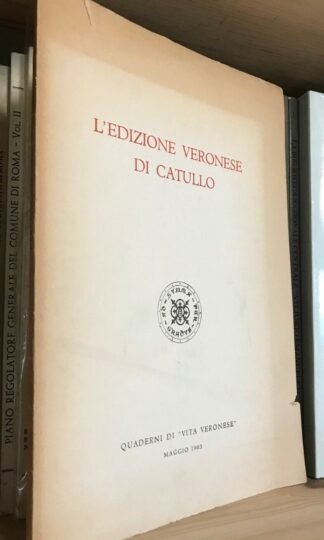 L'EDIZIONE VERONESE
DI CATULLO
QUADERNI DI "VITA VERONESE"
MAGGIO 1963
PIANO REGOLATORE GENERALE DEL COMUNE DI ROMA - VOL. II